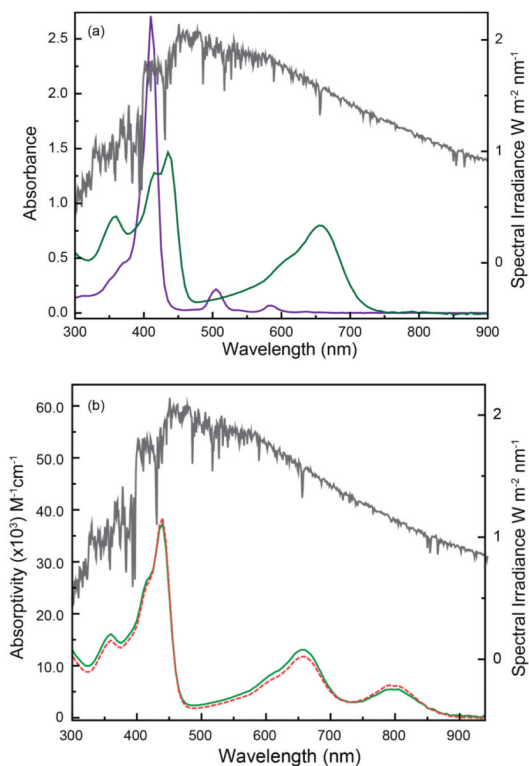 (a)
Absorbance
2.5
2.0
1.5
1.0
0.5
0.0
2
1
0
Spectral Irradiance W m-2 nm-1
300 400 500 600 700 800 900
Wavelength (nm)
(b)
Absorptivity (x10³) M⁻¹cm⁻¹
60.0
50.0
40.0
30.0
20.0
10.0
0
2
1
0
Spectral Irradiance W m-2 nm-1
300 400 500 600 700 800 900
Wavelength (nm)